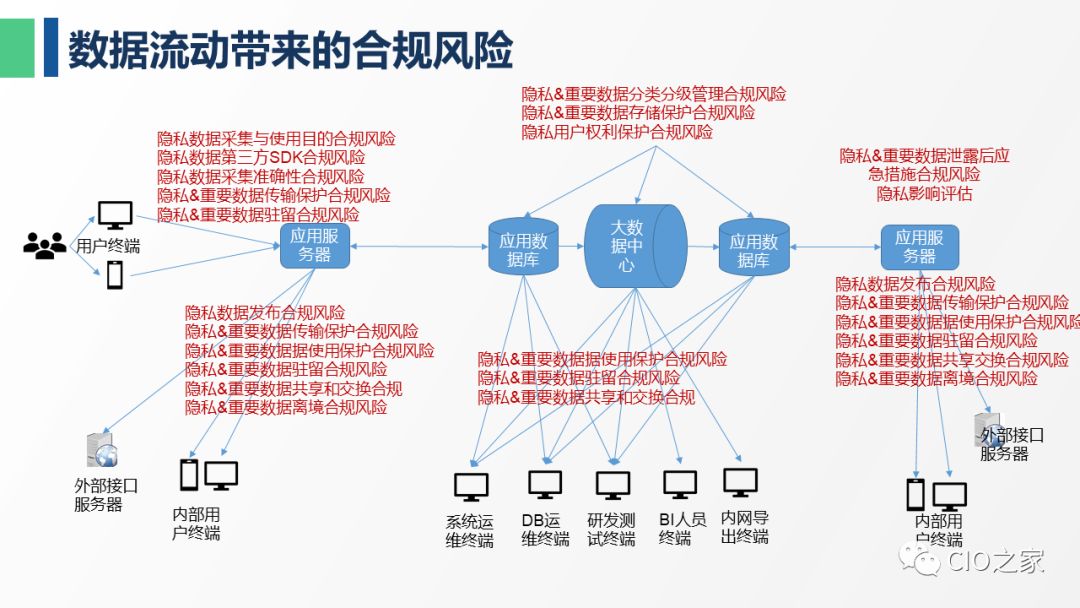 数据流动带来的合规风险
隐私&重要数据分类分级管理合规风险
隐私&重要数据存储保护合规风险
隐私用户权利保护合规风险
隐私数据采集与使用目的合规风险
隐私数据第三方SDK合规风险
隐私数据采集准确性合规风险
隐私&重要数据传输保护合规风险
隐私&重要数据驻留合规风险
隐私&重要数据泄露后应
急措施合规风险
隐私影响评估
用户终端
应用服
务器
应用数
据库
大数
据中
心
应用数
据库
应用服
务器
隐私数据发布合规风险
隐私&重要数据传输保护合规风险
隐私&重要数据据使用保护合规风险
隐私&重要数据驻留合规风险
隐私&重要数据共享和交换合规
隐私&重要数据离境合规风险
隐私&重要数据据使用保护合规风险
隐私&重要数据驻留合规风险
隐私&重要数据共享和交换合规
隐私数据发布合规风险
隐私&重要数据传输保护合规风险
隐私&重要数据据使用保护合规风险
隐私&重要数据驻留合规风险
隐私&重要数据共享交换合规风险
隐私&重要数据离境合规风险
外部接口
服务器
内部用
户终端
系统运
维终端
DB运
维终端
研发测
试终端
BI人员
终端
内网导
出终端
外部接口
服务器
内部用
户终端
CIO之家